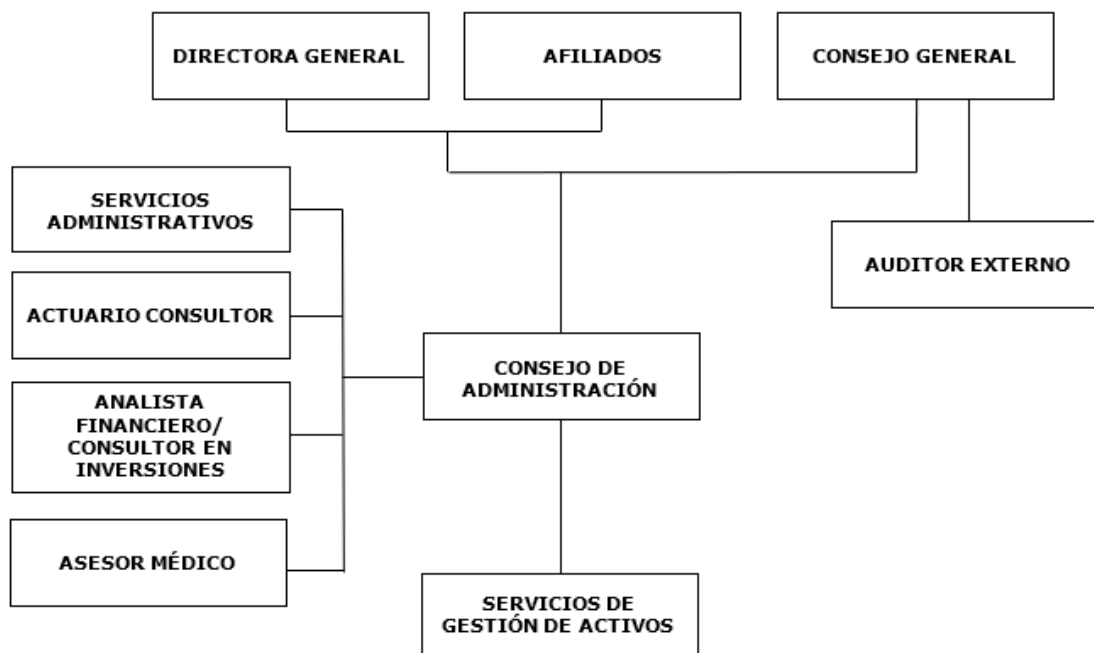 DIRECTORA GENERAL
AFILIADOS
CONSEJO GENERAL
SERVICIOS
ADMINISTRATIVOS
AUDITOR EXTERNO
ACTUARIO CONSULTOR
CONSEJO DE
ADMINISTRACIÓN
ANALISTA
FINANCIERO/
CONSULTOR EN
INVERSIONES
ASESOR MÉDICO
SERVICIOS DE
GESTIÓN DE ACTIVOS